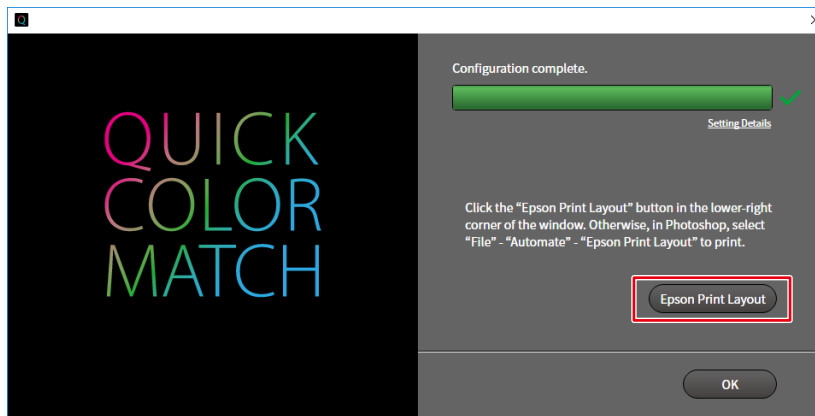 Q
QUICK
COLOR
MATCH
Configuration complete.
Setting Details
Click the “Epson Print Layout” button in the lower-right
corner of the window. Otherwise, in Photoshop, select
“File” - “Automate” - “Epson Print Layout” to print.
Epson Print Layout
OK